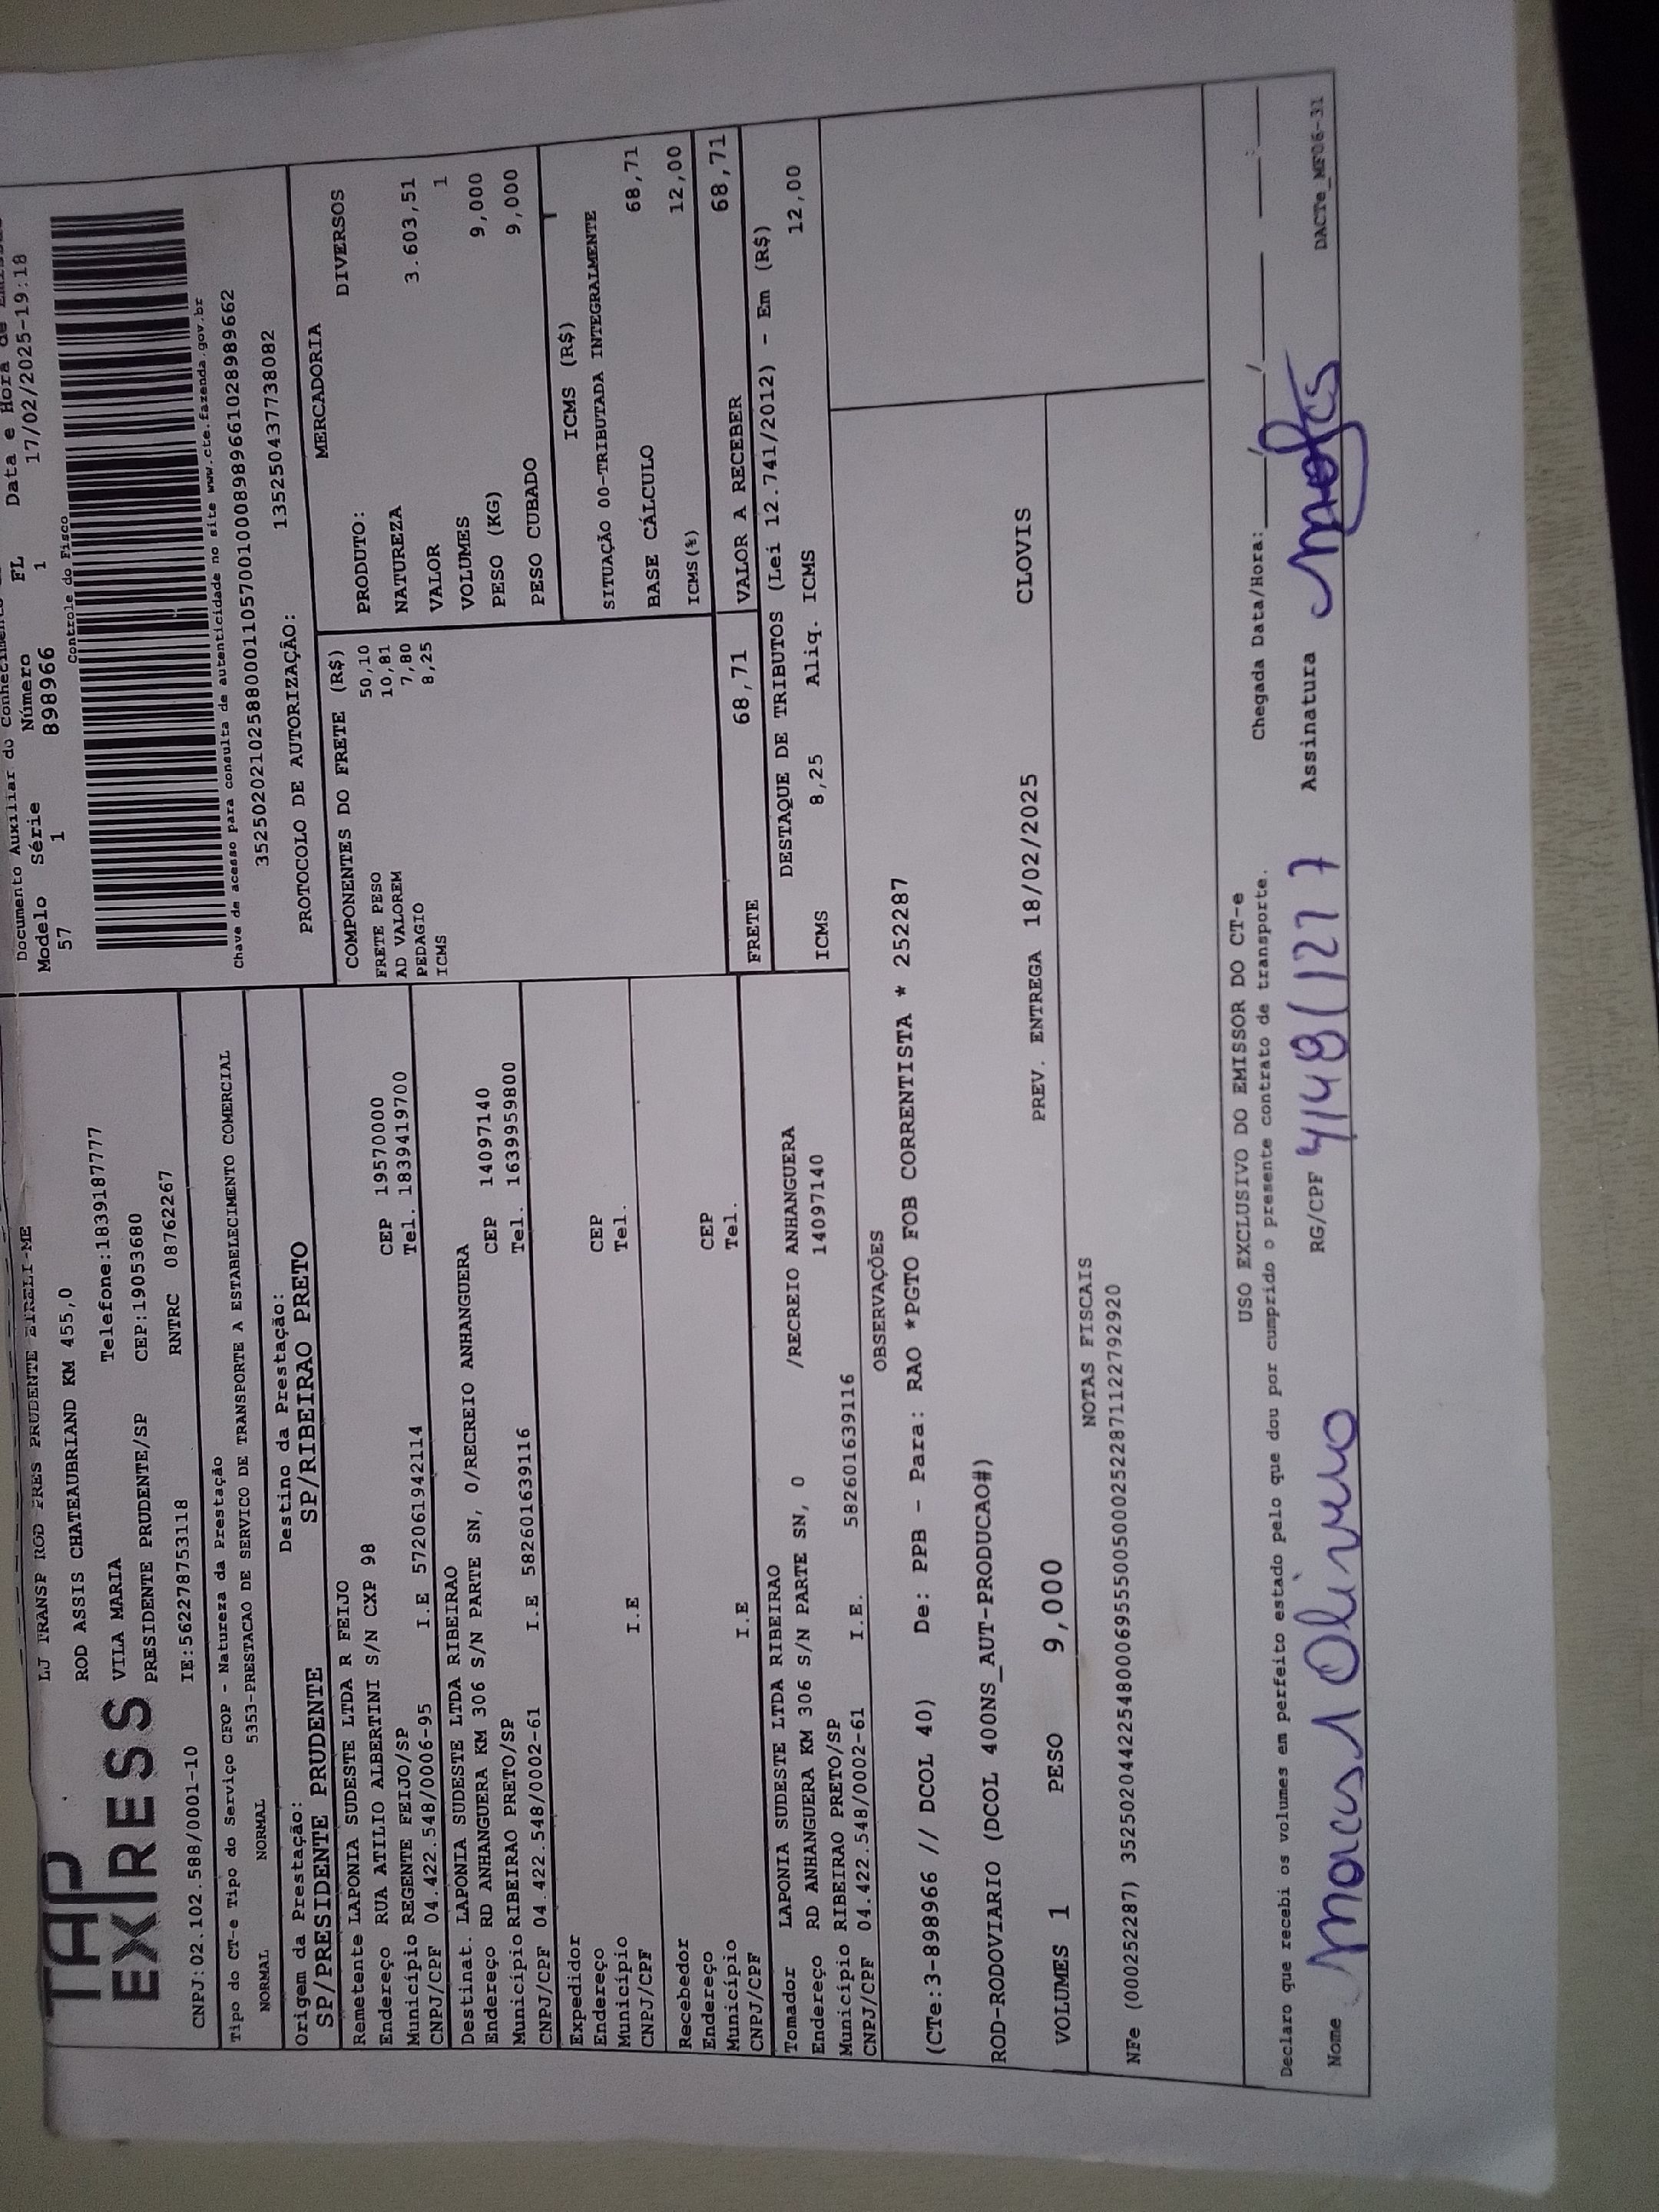 TAP
EXPRESS
LJ TRANSP ROD PRES PRUDENTE EIRELI-ME
ROD ASSIS CHATEAUBRIAND KM 455,0
VILA MARIA Telefone:1839187777
PRESIDENTE PRUDENTE/SP CEP:19053680
CNPJ:02.102.588/0001-10 IE:562278753118 RNTRC 08762267
Documento Auxiliar do Conhecimento
Modelo Série Número FL Data e Hora de Emissão
57 1 898966 1 17/02/2025-19:18
Controle do Fisco
Chave de acesso para consulta de autenticidade no site www.cte.fazenda.gov.br
35250202102588000110570010008989661028989662
PROTOCOLO DE AUTORIZAÇÃO: 135250437738082
Tipo do CT-e Tipo do Serviço CFOP - Natureza da Prestação
NORMAL NORMAL 5353-PRESTACAO DE SERVICO DE TRANSPORTE A ESTABELECIMENTO COMERCIAL
Origem da Prestação: Destino da Prestação:
SP/PRESIDENTE PRUDENTE SP/RIBEIRAO PRETO
Remetente LAPONIA SUDESTE LTDA R FEIJO
Endereço RUA ATILIO ALBERTINI S/N CXP 98 CEP 19570000
Município REGENTE FEIJO/SP Tel. 1839419700
CNPJ/CPF 04.422.548/0006-95 I.E 572061942114
Destinat. LAPONIA SUDESTE LTDA RIBEIRAO
Endereço RD ANHANGUERA KM 306 S/N PARTE SN, 0/RECREIO ANHANGUERA CEP 14097140
Município RIBEIRAO PRETO/SP Tel. 1639959800
CNPJ/CPF 04.422.548/0002-61 I.E 582601639116
Expedidor
Endereço CEP
Município Tel.
CNPJ/CPF I.E
Recebedor
Endereço CEP
Município Tel.
CNPJ/CPF I.E
Tomador LAPONIA SUDESTE LTDA RIBEIRAO
Endereço RD ANHANGUERA KM 306 S/N PARTE SN, 0 /RECREIO ANHANGUERA
Município RIBEIRAO PRETO/SP 14097140
CNPJ/CPF 04.422.548/0002-61 I.E. 582601639116
COMPONENTES DO FRETE (R$)
FRETE PESO 50,10
AD VALOREM 10,81
PEDAGIO 7,80
ICMS 8,25
MERCADORIA
PRODUTO: DIVERSOS
NATUREZA
VALOR 3.603,51
VOLUMES 1
PESO (KG) 9,000
PESO CUBADO 9,000
ICMS (R$)
SITUAÇÃO 00-TRIBUTADA INTEGRALMENTE
BASE CÁLCULO 68,71
ICMS(%) 12,00
FRETE 68,71 VALOR A RECEBER 68,71
DESTAQUE DE TRIBUTOS (Lei 12.741/2012) - Em (R$)
ICMS 8,25 Aliq. ICMS 12,00
OBSERVAÇÕES
(CTe:3-898966 // DCOL 40) De: PPB - Para: RAO *PGTO FOB CORRENTISTA * 252287
ROD-RODOVIARIO (DCOL 400NS_AUT-PRODUCAO#)
VOLUMES 1 PESO 9,000 PREV. ENTREGA 18/02/2025 CLOVIS
NOTAS FISCAIS
NFe (000252287) 35250204422548000695550050002522871122792920
USO EXCLUSIVO DO EMISSOR DO CT-e
Declaro que recebi os volumes em perfeito estado pelo que dou por cumprido o presente contrato de transporte. Chegada Data/Hora:____/____/____ ____:____
Nome Oliveira RG/CPF Assinatura
DACTe_MF06-31